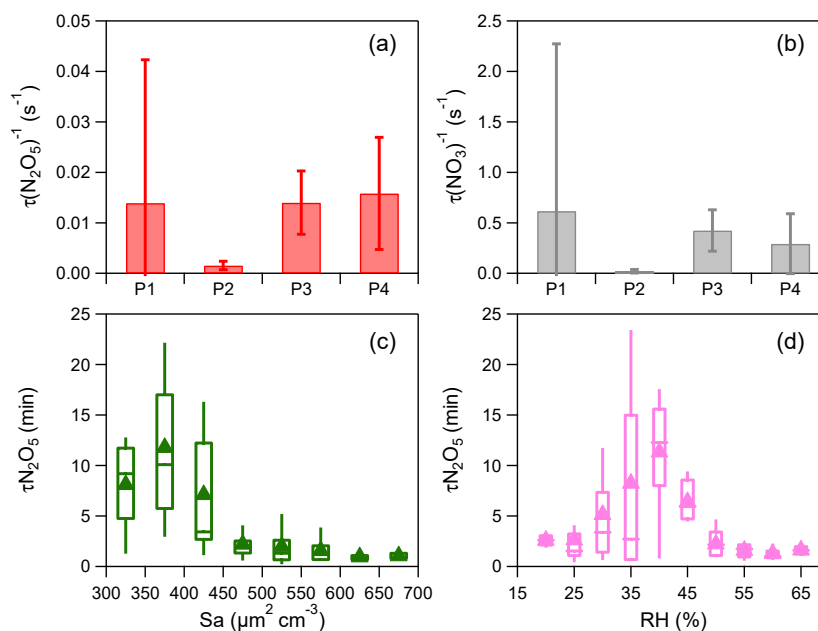 (a)
τ(N₂O₅)⁻¹ (s⁻¹)
0.05
0.04
0.03
0.02
0.01
0.00
P1 P2 P3 P4
(b)
τ(NO₃)⁻¹ (s⁻¹)
2.5
2.0
1.5
1.0
0.5
0.0
P1 P2 P3 P4
(c)
τN₂O₅ (min)
25
20
15
10
5
0
300 350 400 450 500 550 600 650 700
Sa (µm² cm⁻³)
(d)
τN₂O₅ (min)
25
20
15
10
5
0
15 25 35 45 55 65
RH (%)